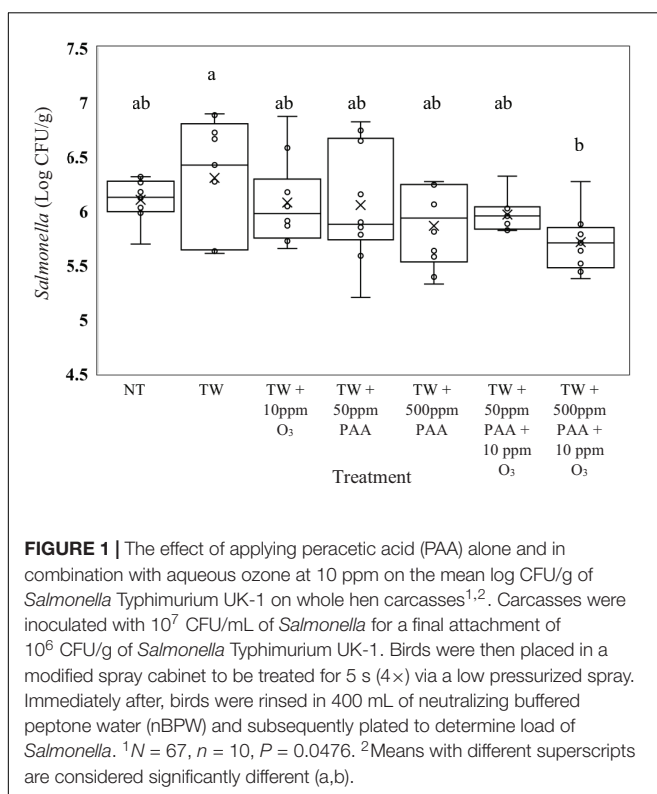 ab
a
ab
ab
ab
ab
b
Salmonella (Log CFU/g)
7
6.5
6
5.5
5
4.5
NT
TW
TW +
10ppm
O₃
TW +
50ppm
PAA
TW +
500ppm
PAA
TW +
50ppm
PAA +
10 ppm
O₃
TW +
500ppm
PAA +
10 ppm
O₃
Treatment
FIGURE 1 | The effect of applying peracetic acid (PAA) alone and in
combination with aqueous ozone at 10 ppm on the mean log CFU/g of
Salmonella Typhimurium UK-1 on whole hen carcasses¹,². Carcasses were
inoculated with 10⁷ CFU/mL of Salmonella for a final attachment of
10⁶ CFU/g of Salmonella Typhimurium UK-1. Birds were then placed in a
modified spray cabinet to be treated for 5 s (4×) via a low pressurized spray.
Immediately after, birds were rinsed in 400 mL of neutralizing buffered
peptone water (nBPW) and subsequently plated to determine load of
Salmonella. ¹N = 67, n = 10, P = 0.0476. ²Means with different superscripts
are considered significantly different (a,b).